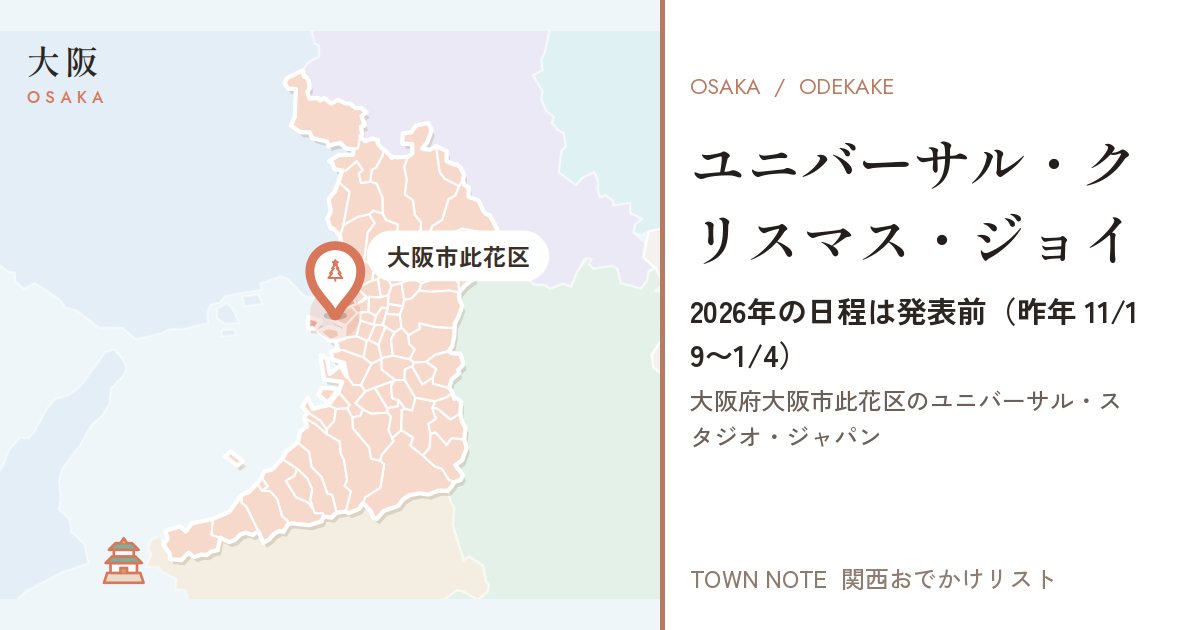 大阪
OSAKA
大阪市此花区
OSAKA / ODEKAKE
ユニバーサル・ク
リスマス・ジョイ
2026年の日程は発表前（昨年 11/1
9〜1/4）
大阪府大阪市此花区のユニバーサル・ス
タジオ・ジャパン
TOWN NOTE 関西おでかけリスト